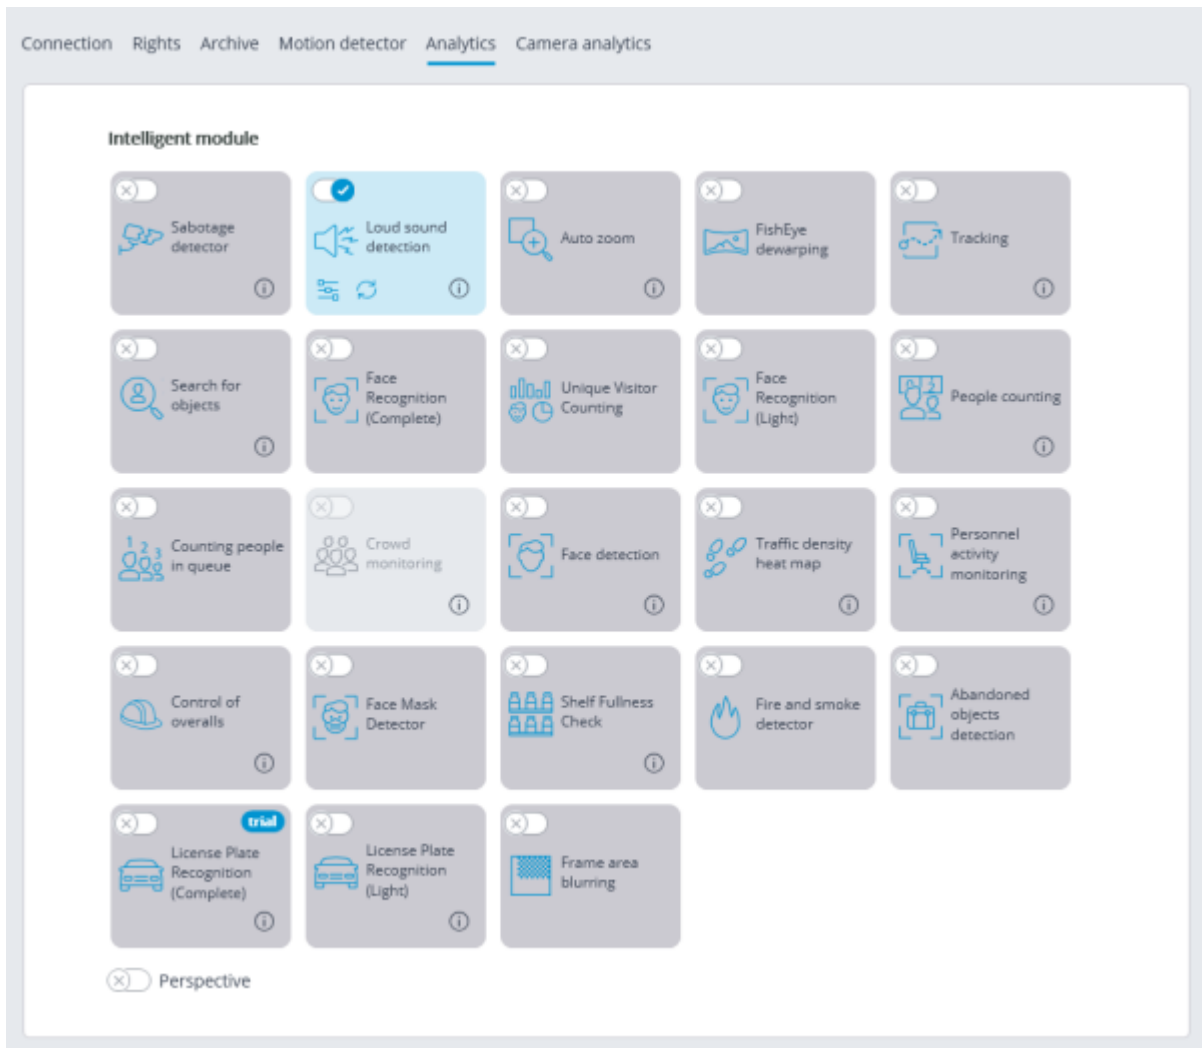 Connection Rights Archive Motion detector Analytics Camera analytics
Intelligent module
Sabotage
detector
Loud sound
detection
Auto zoom
FishEye
dewarping
Tracking
Search for
objects
Face
Recognition
(Complete)
Unique Visitor
Counting
Face
Recognition
(Light)
People counting
Counting people
in queue
Crowd
monitoring
Face detection
Traffic density
heat map
Personnel
activity
monitoring
Control of
overalls
Face Mask
Detector
Shelf Fullness
Check
Fire and smoke
detector
Abandoned
objects
detection
trial
License Plate
Recognition
(Complete)
License Plate
Recognition
(Light)
Frame area
blurring
Perspective